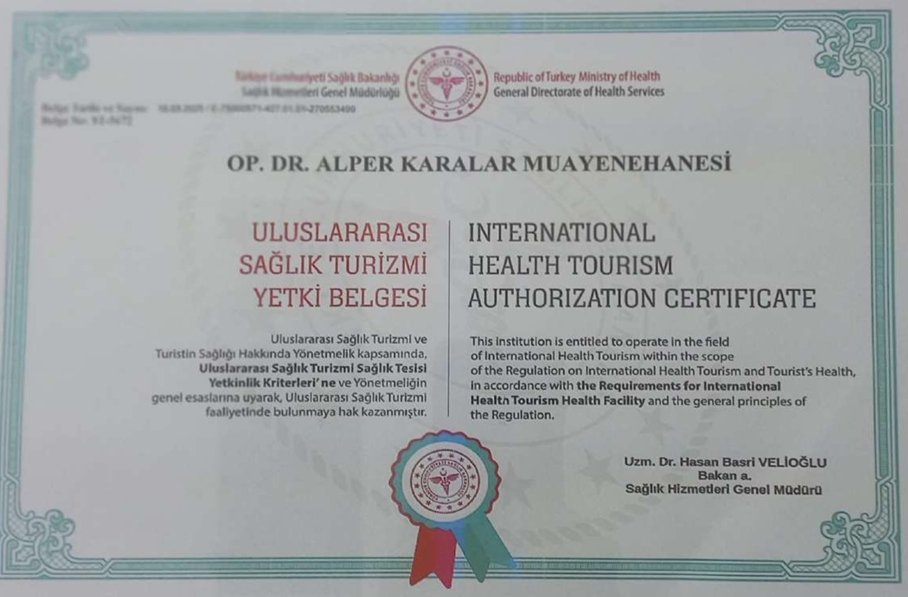 Türkiye Cumhuriyeti Sağlık Bakanlığı
Sağlık Hizmetleri Genel Müdürlüğü
Republic of Turkey Ministry of Health
General Directorate of Health Services
Belge Tarihi ve Sayısı:
Belge No:
OP. DR. ALPER KARALAR MUAYENEHANESİ
ULUSLARARASI
SAĞLIK TURİZMİ
YETKİ BELGESİ
Uluslararası Sağlık Turizmi ve
Turistin Sağlığı Hakkında Yönetmelik kapsamında,
Uluslararası Sağlık Turizmi Sağlık Tesisi
Yetkinlik Kriterleri'ne ve Yönetmeliğin
genel esaslarına uyarak, Uluslararası Sağlık Turizmi
faaliyetinde bulunmaya hak kazanmıştır.
INTERNATIONAL
HEALTH TOURISM
AUTHORIZATION CERTIFICATE
This institution is entitled to operate in the field
of International Health Tourism within the scope
of the Regulation on International Health Tourism and Tourist's Health,
in accordance with the Requirements for International
Health Tourism Health Facility and the general principles of
the Regulation.
Uzm. Dr. Hasan Basri VELİOĞLU
Bakan a.
Sağlık Hizmetleri Genel Müdürü